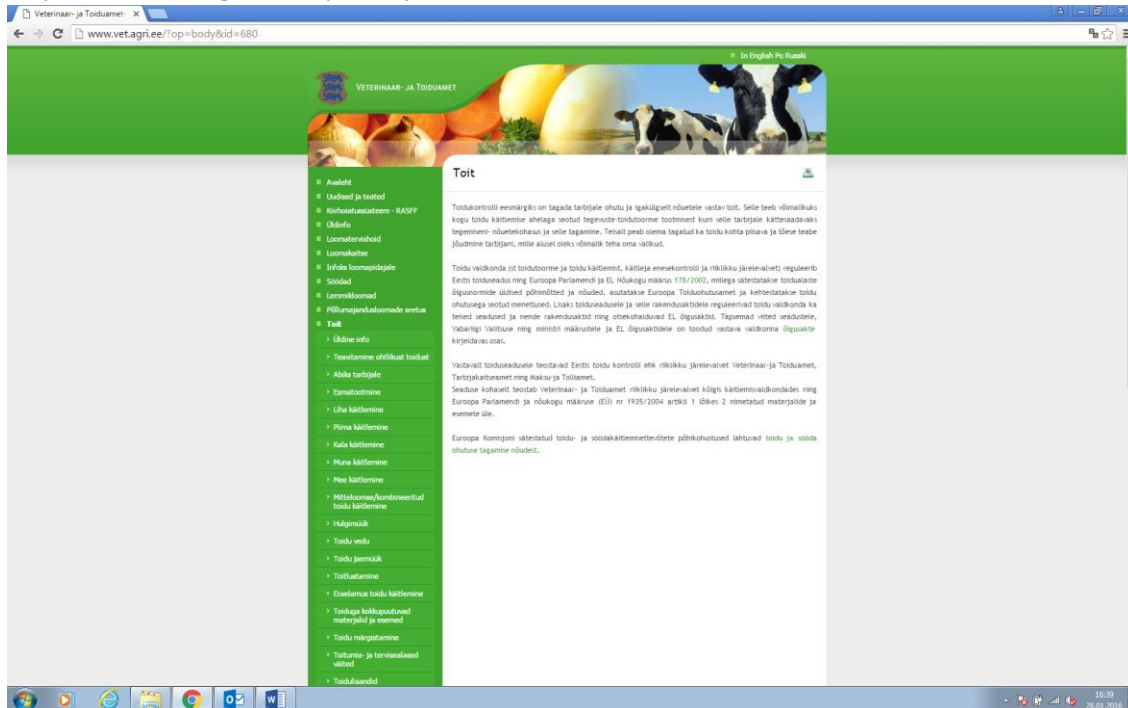 Veterinaar- ja Toiduamet-
www.vet.agri.ee/?op=body&id=680
In English Po Russki
VETERINAAR- JA TOIDUAMET
Toit
Avaleht
Uudised ja teated
Kiirhoiatussüsteem - RASFF
Üldinfo
Loomatervishoid
Loomakaitse
Infoks loomapidajale
Söödad
Lemmikloomad
Põllumajandusloomade aretus
Toit
Üldine info
Teavitamine ohtlikust toidust
Abiks tarbijale
Esmatootmine
Liha käitlemine
Piima käitlemine
Kala käitlemine
Muna käitlemine
Mee käitlemine
Mitteloomse/kombineeritud
toidu käitlemine
Hulgimüük
Toidu vedu
Toidu jaemüük
Toitlustamine
Eraelamus toidu käitlemine
Toiduga kokkupuutuvad
materjalid ja esemed
Toidu märgistamine
Toitumis- ja tervisealased
väited
Toidulisandid
Toidukontrolli eesmärgiks on tagada tarbijale ohutu ja igakülgselt nõuetele vastav toit. Selle teeb võimalikuks
kogu toidu käitlemise ahelaga seotud tegevuste-toidutoorme tootmisest kuni selle tarbijale kättesaadavaks
tegemiseni- nõuetekohasus ja selle tagamine. Teisalt peab olema tagatud ka toidu kohta piisava ja tõese teabe
jõudmine tarbijani, mille alusel oleks võimalik teha oma valikud.
Toidu valdkonda (st toidutoorme ja toidu käitlemist, käitleja enesekontrolli ja riiklikku järelevalvet) reguleerib
Eestis toiduseadus ning Euroopa Parlamendi ja EL Nõukogu määrus 178/2002, millega sätestatakse toidualaste
õigusnormide üldised põhimõtted ja nõuded, asutatakse Euroopa Toiduohutusamet ja kehtestatakse toidu
ohutusega seotud menetlused. Lisaks toiduseadusele ja selle rakendusaktidele reguleerivad toidu valdkonda ka
teised seadused ja nende rakendusaktid ning otsekohalduvad EL õigusaktid. Täpsemad viited seadustele,
Vabariigi Valitsuse ning ministri määrustele ja EL õigusaktidele on toodud vastava valdkonna õigusakte
kirjeldavas osas.
Vastavalt toiduseadusele teostavad Eestis toidu kontrolli ehk riiklikku järelevalvet Veterinaar-ja Toiduamet,
Tarbijakaitseamet ning Maksu-ja Tolliamet.
Seaduse kohaselt teostab Veterinaar- ja Toiduamet riiklikku järelevalvet kõigis käitlemisvaldkondades ning
Euroopa Parlamendi ja nõukogu määruse (EÜ) nr 1935/2004 artikli 1 lõikes 2 nimetatud materjalide ja
esemete üle.
Euroopa Komisjoni sätestatud toidu- ja söödakäitlemisettevõtete põhikohustused lähtuvad toidu ja sööda
ohutuse tagamise nõudest.
16:39
28.01.2016